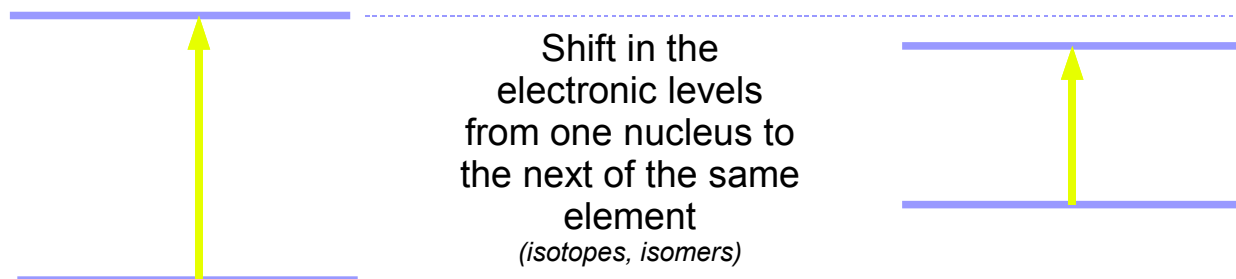 Shift in the
electronic levels
from one nucleus to
the next of the same
element
(isotopes, isomers)